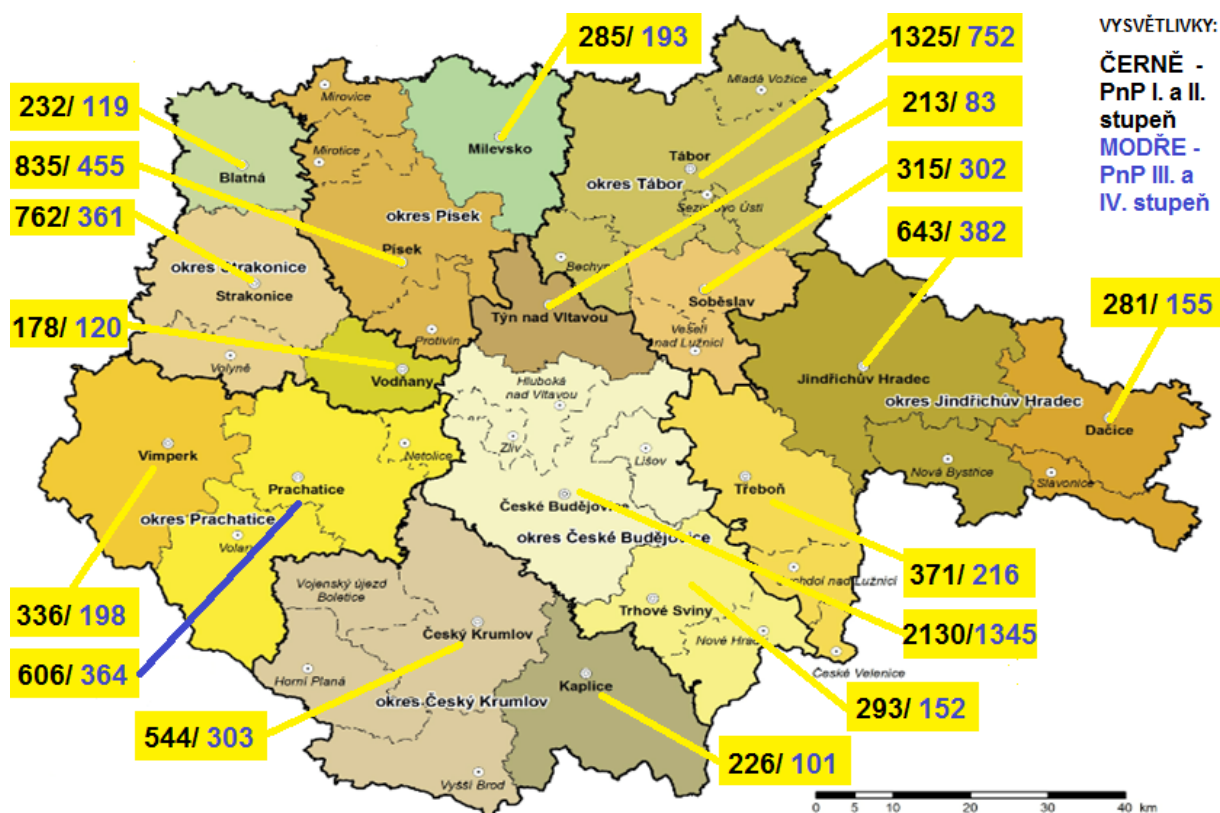 285/ 193
1325/ 752
VYSVĚTLIVKY:
ČERNĚ -
PnP I. a II.
stupeň
MODŘE -
PnP III. a
IV. stupeň
232/ 119
Mirovice
Mladá Vožice
213/ 83
835/ 455
Blatná
Mirotice
Milevsko
Tábor
okres Tábor
Sezimovo Ústí
315/ 302
762/ 361
okres Písek
Písek
Bechyně
643/ 382
okres Strakonice
Strakonice
Soběslav
281/ 155
178/ 120
Protivín
Týn nad Vltavou
Veselí
nad Lužnicí
Volyně
Vodňany
Hluboká
nad Vltavou
Jindřichův Hradec
okres Jindřichův Hradec
Dačice
Vimperk
Netolice
Zliv
Lišov
Nová Bystřice
Slavonice
Prachatice
okres Prachatice
Volary
České Budějovice
okres České Budějovice
Třeboň
371/ 216
Vojenský újezd
Boletice
Suchdol nad Lužnicí
336/ 198
Český Krumlov
Trhové Sviny
Nové Hrady
2130/1345
606/ 364
Horní Planá
Kaplice
České Velenice
okres Český Krumlov
293/ 152
544/ 303
226/ 101
Vyšší Brod
0 5 10 20 30 40 km